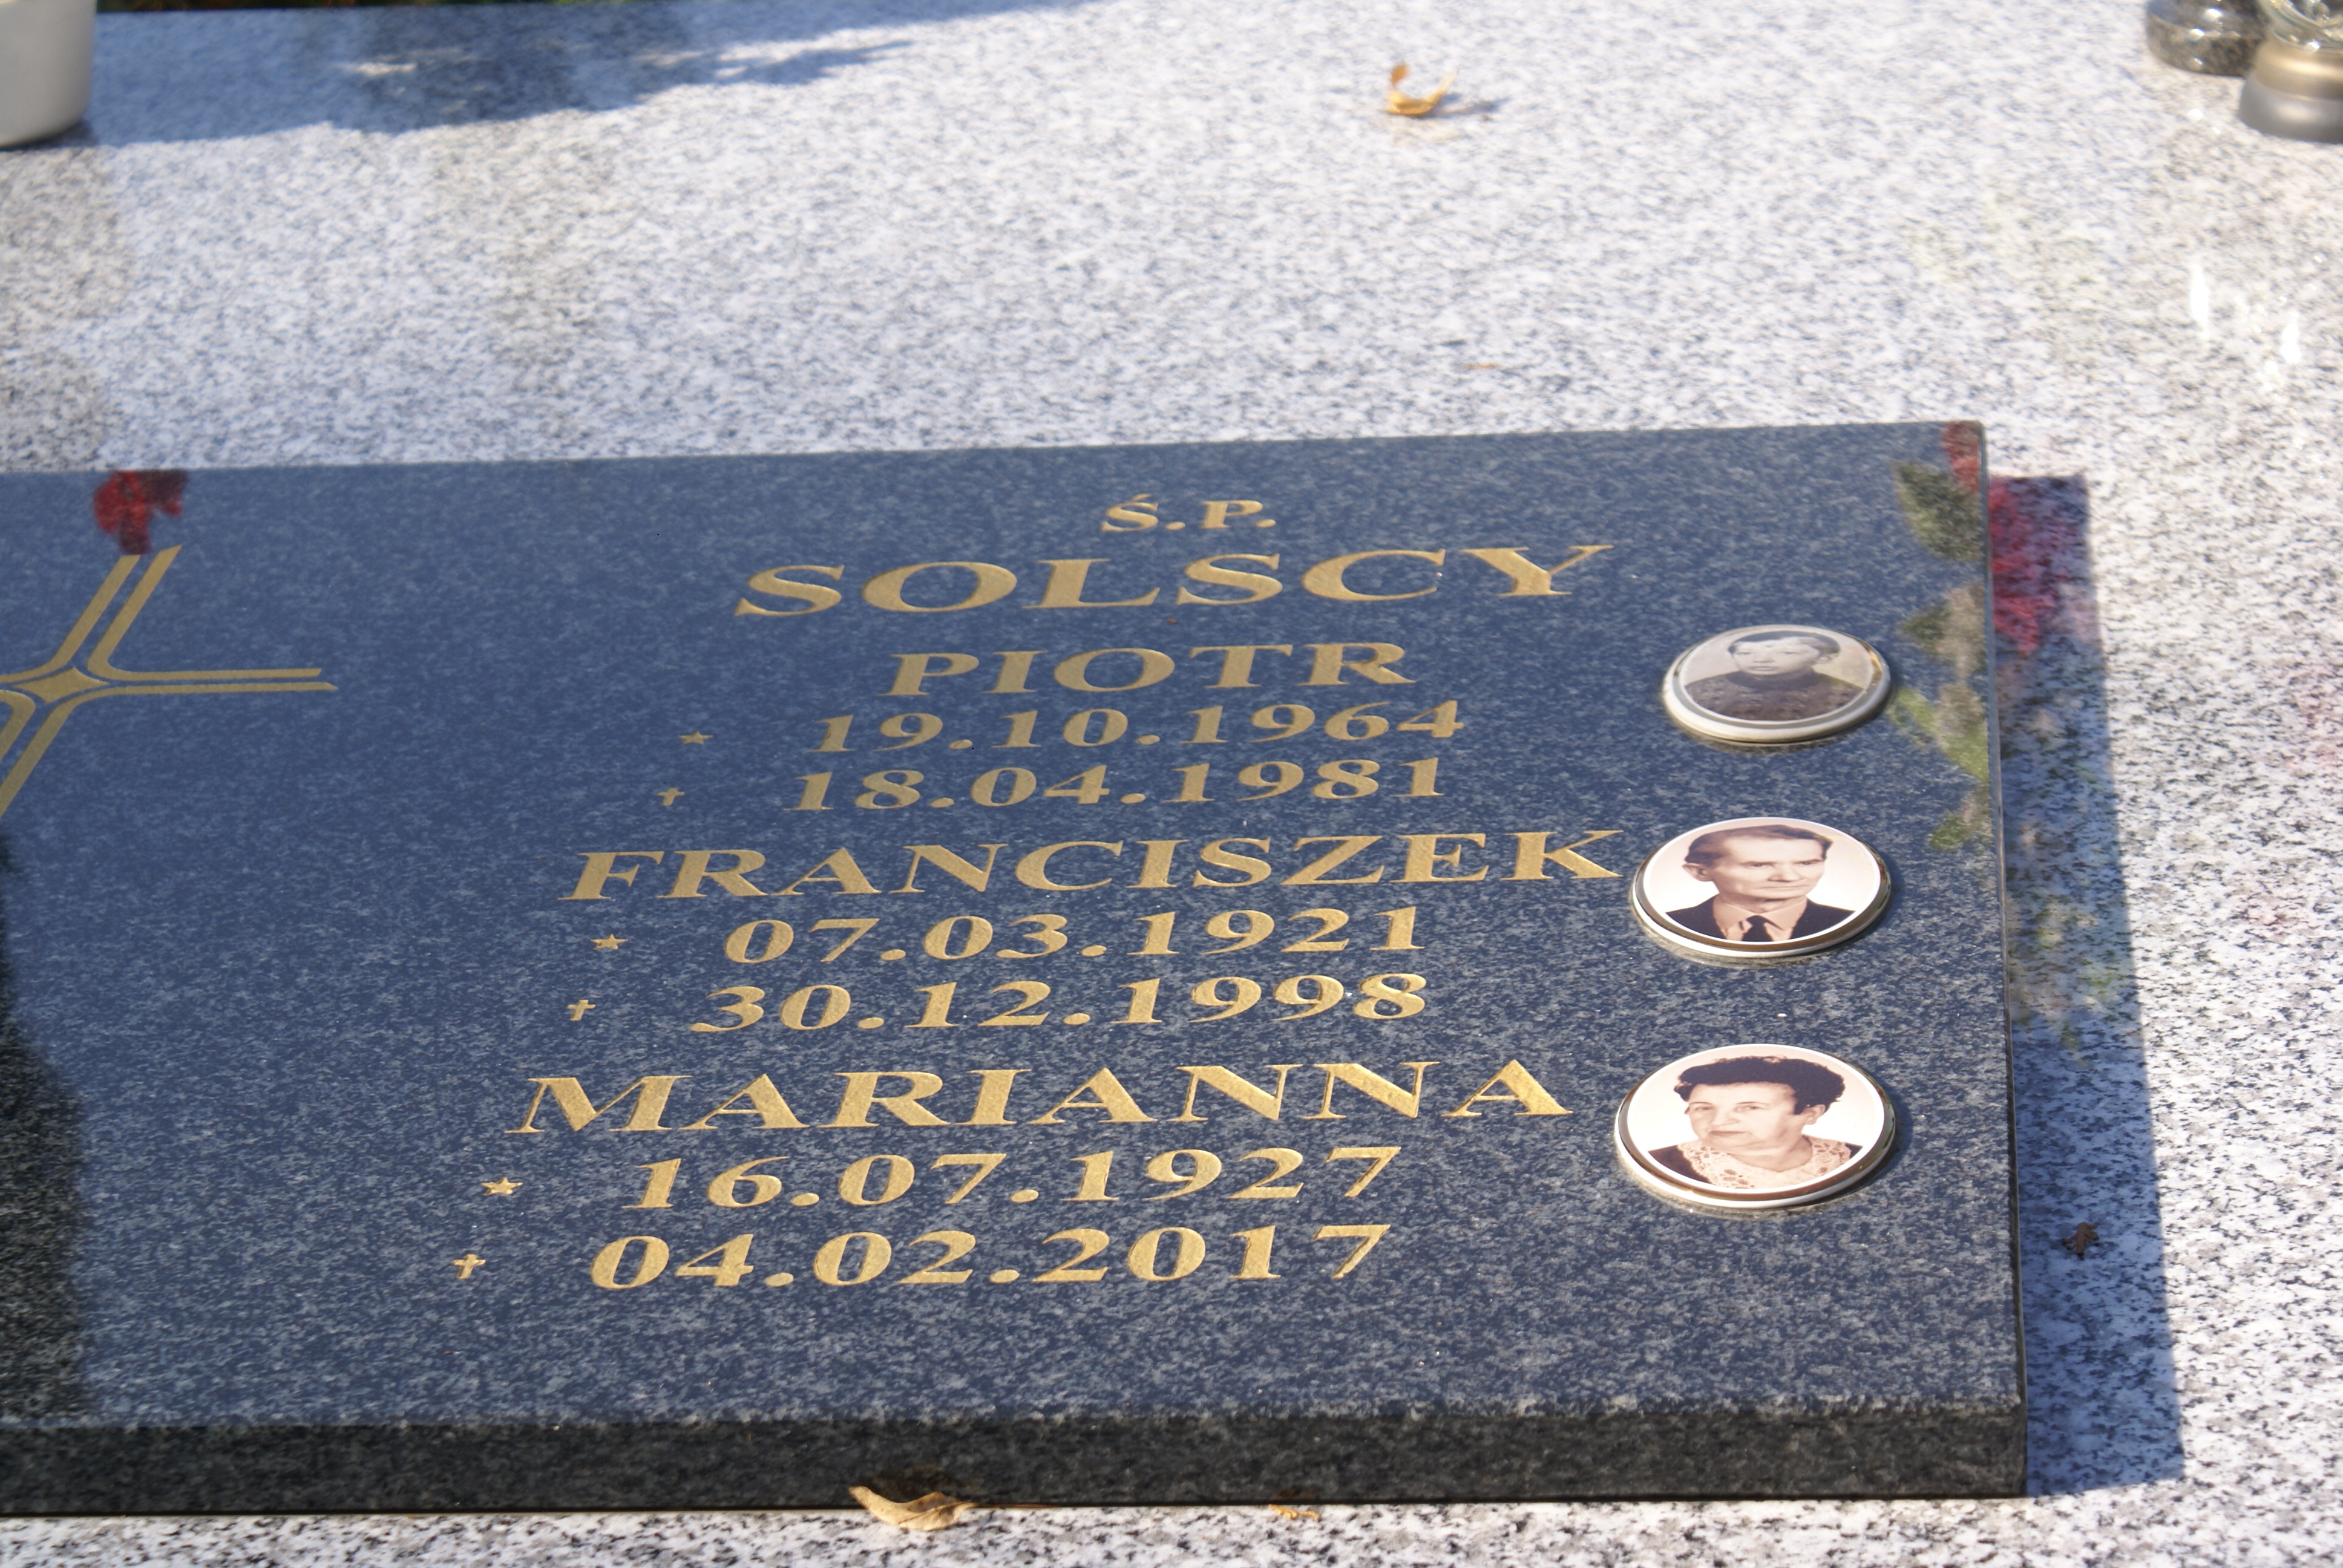 Ś.P.
SOLSCY
PIOTR
★ 19.10.1964
✝ 18.04.1981
FRANCISZEK
★ 07.03.1921
✝ 30.12.1998
MARIANNA
★ 16.07.1927
✝ 04.02.2017